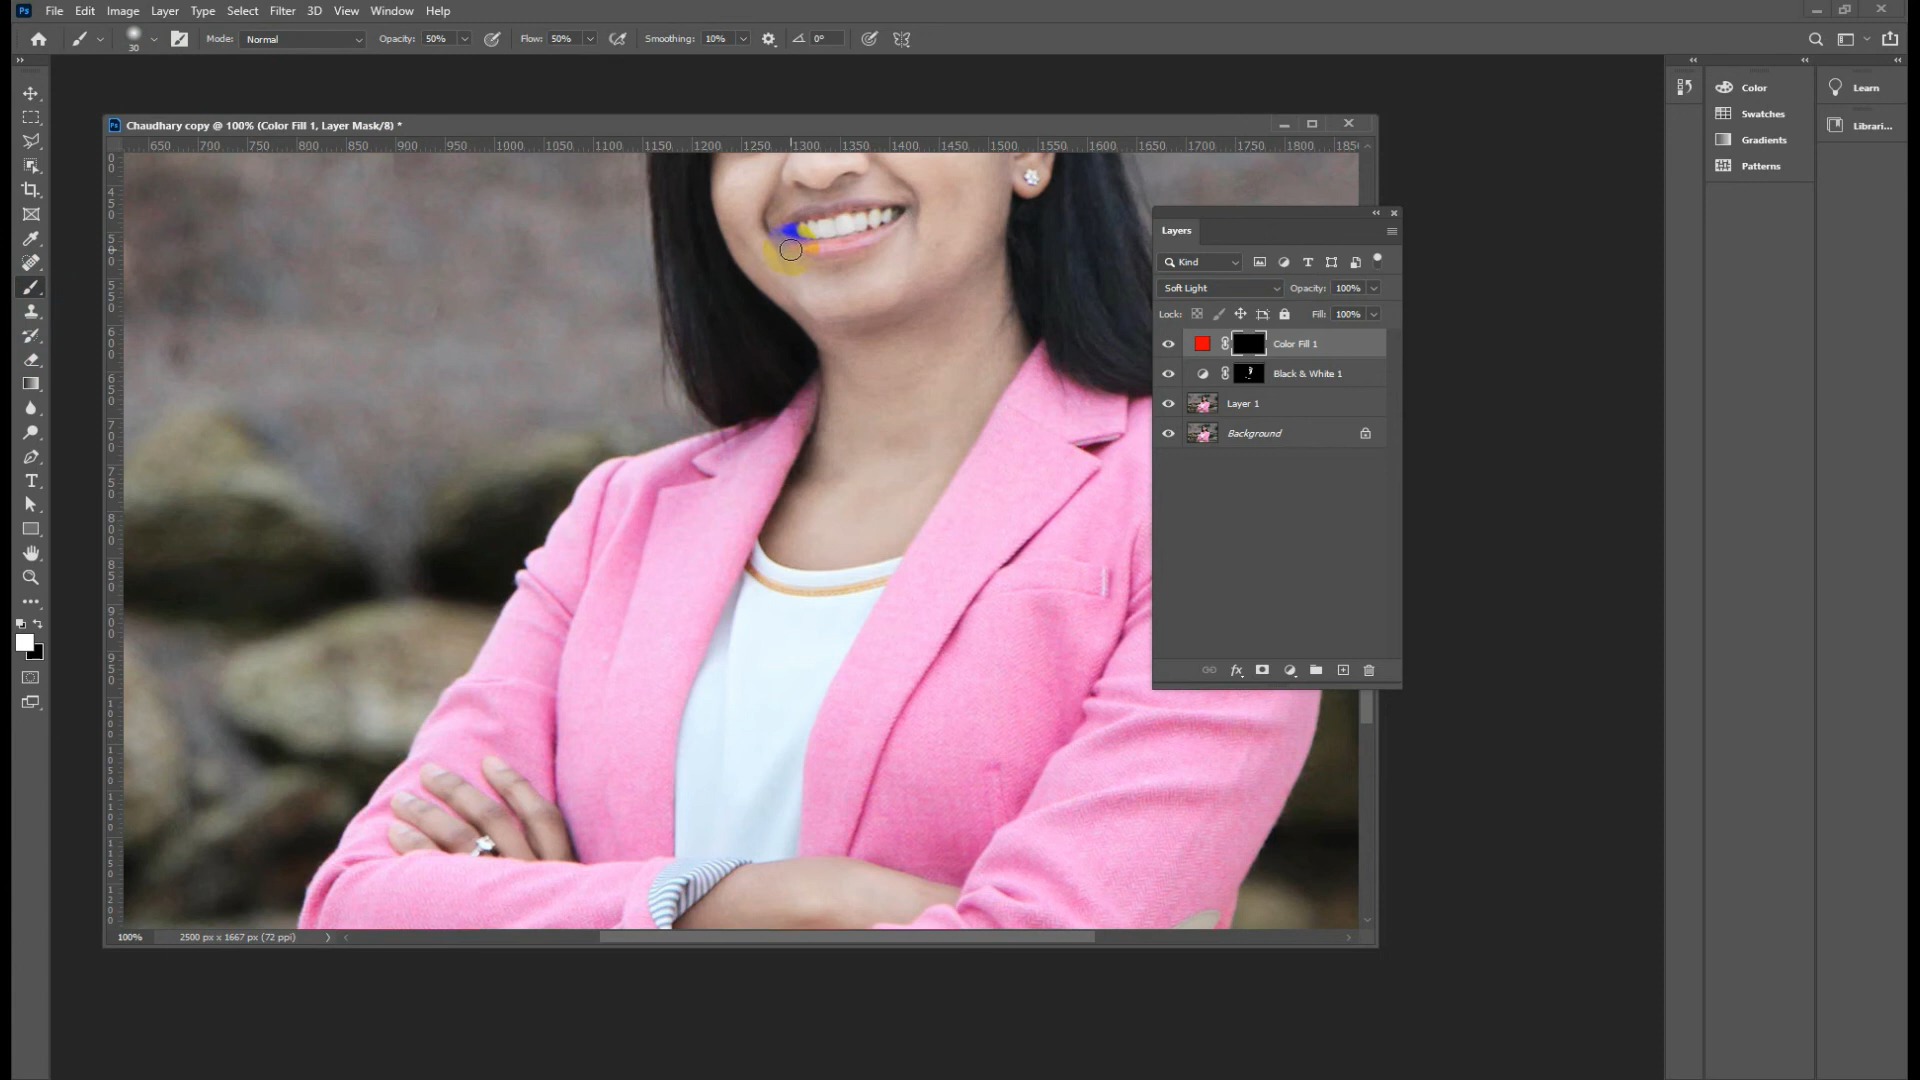 Ps File Edit Image Layer Type Select Filter 3D View Window Help
30 Mode: Normal Opacity: 50% Flow: 50% Smoothing: 10% 0°
Ps Chaudhary copy @ 100% (Color Fill 1, Layer Mask/8) *
650 700 750 800 850 900 950 1000 1050 1100 1150 1200 1250 1300 1350 1400 1450 1500 1550 1600 1650 1700 1750 1800 185
Color
Swatches
Gradients
Patterns
Learn
Librari...
Layers
Kind
Soft Light Opacity: 100%
Lock: Fill: 100%
Color Fill 1
Black & White 1
Layer 1
Background
100% 2500 px x 1667 px (72 ppi)